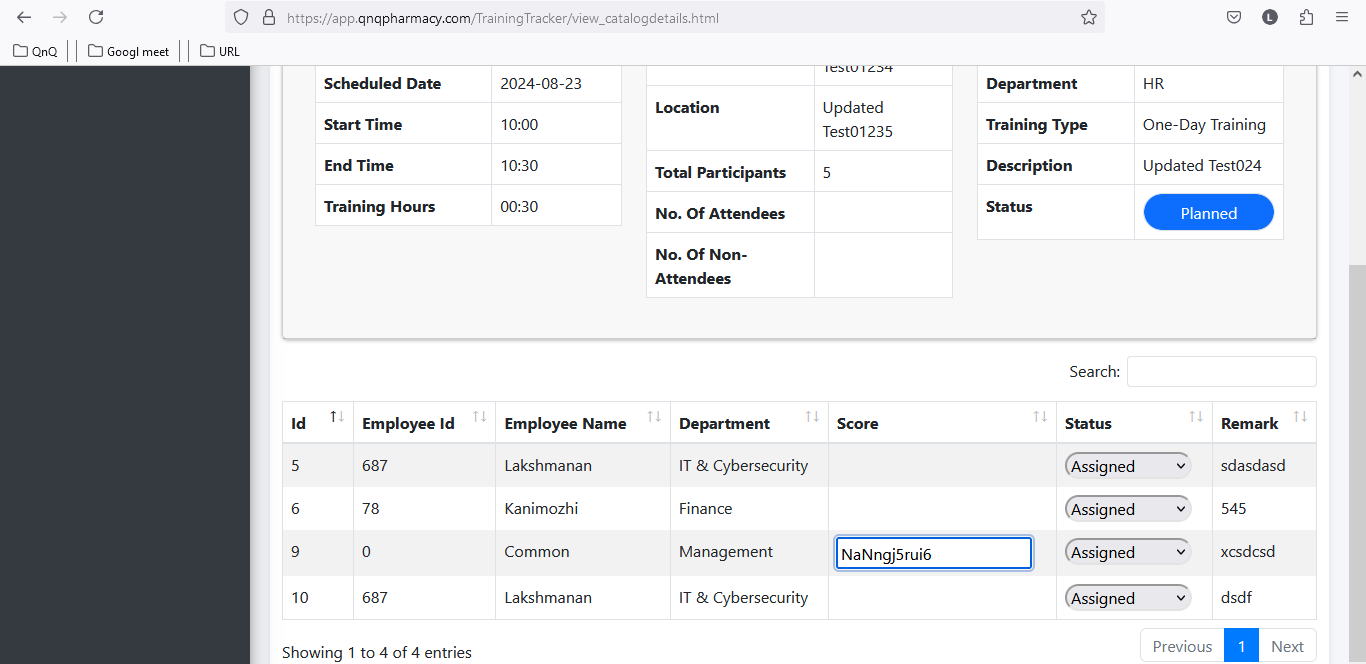 https://app.qnqpharmacy.com/TrainingTracker/view_catalogdetails.html
L
QnQ
Googl meet
URL
Scheduled Date 2024-08-23
Start Time 10:00
End Time 10:30
Training Hours 00:30
Test01234
Location Updated
Test01235
Total Participants 5
No. Of Attendees
No. Of Non-
Attendees
Department HR
Training Type One-Day Training
Description Updated Test024
Status Planned
Search:
Id Employee Id Employee Name Department Score Status Remark
5 687 Lakshmanan IT & Cybersecurity Assigned sdasdasd
6 78 Kanimozhi Finance Assigned 545
9 0 Common Management NaNngj5rui6 Assigned xcsdcsd
10 687 Lakshmanan IT & Cybersecurity Assigned dsdf
Showing 1 to 4 of 4 entries
Previous 1 Next